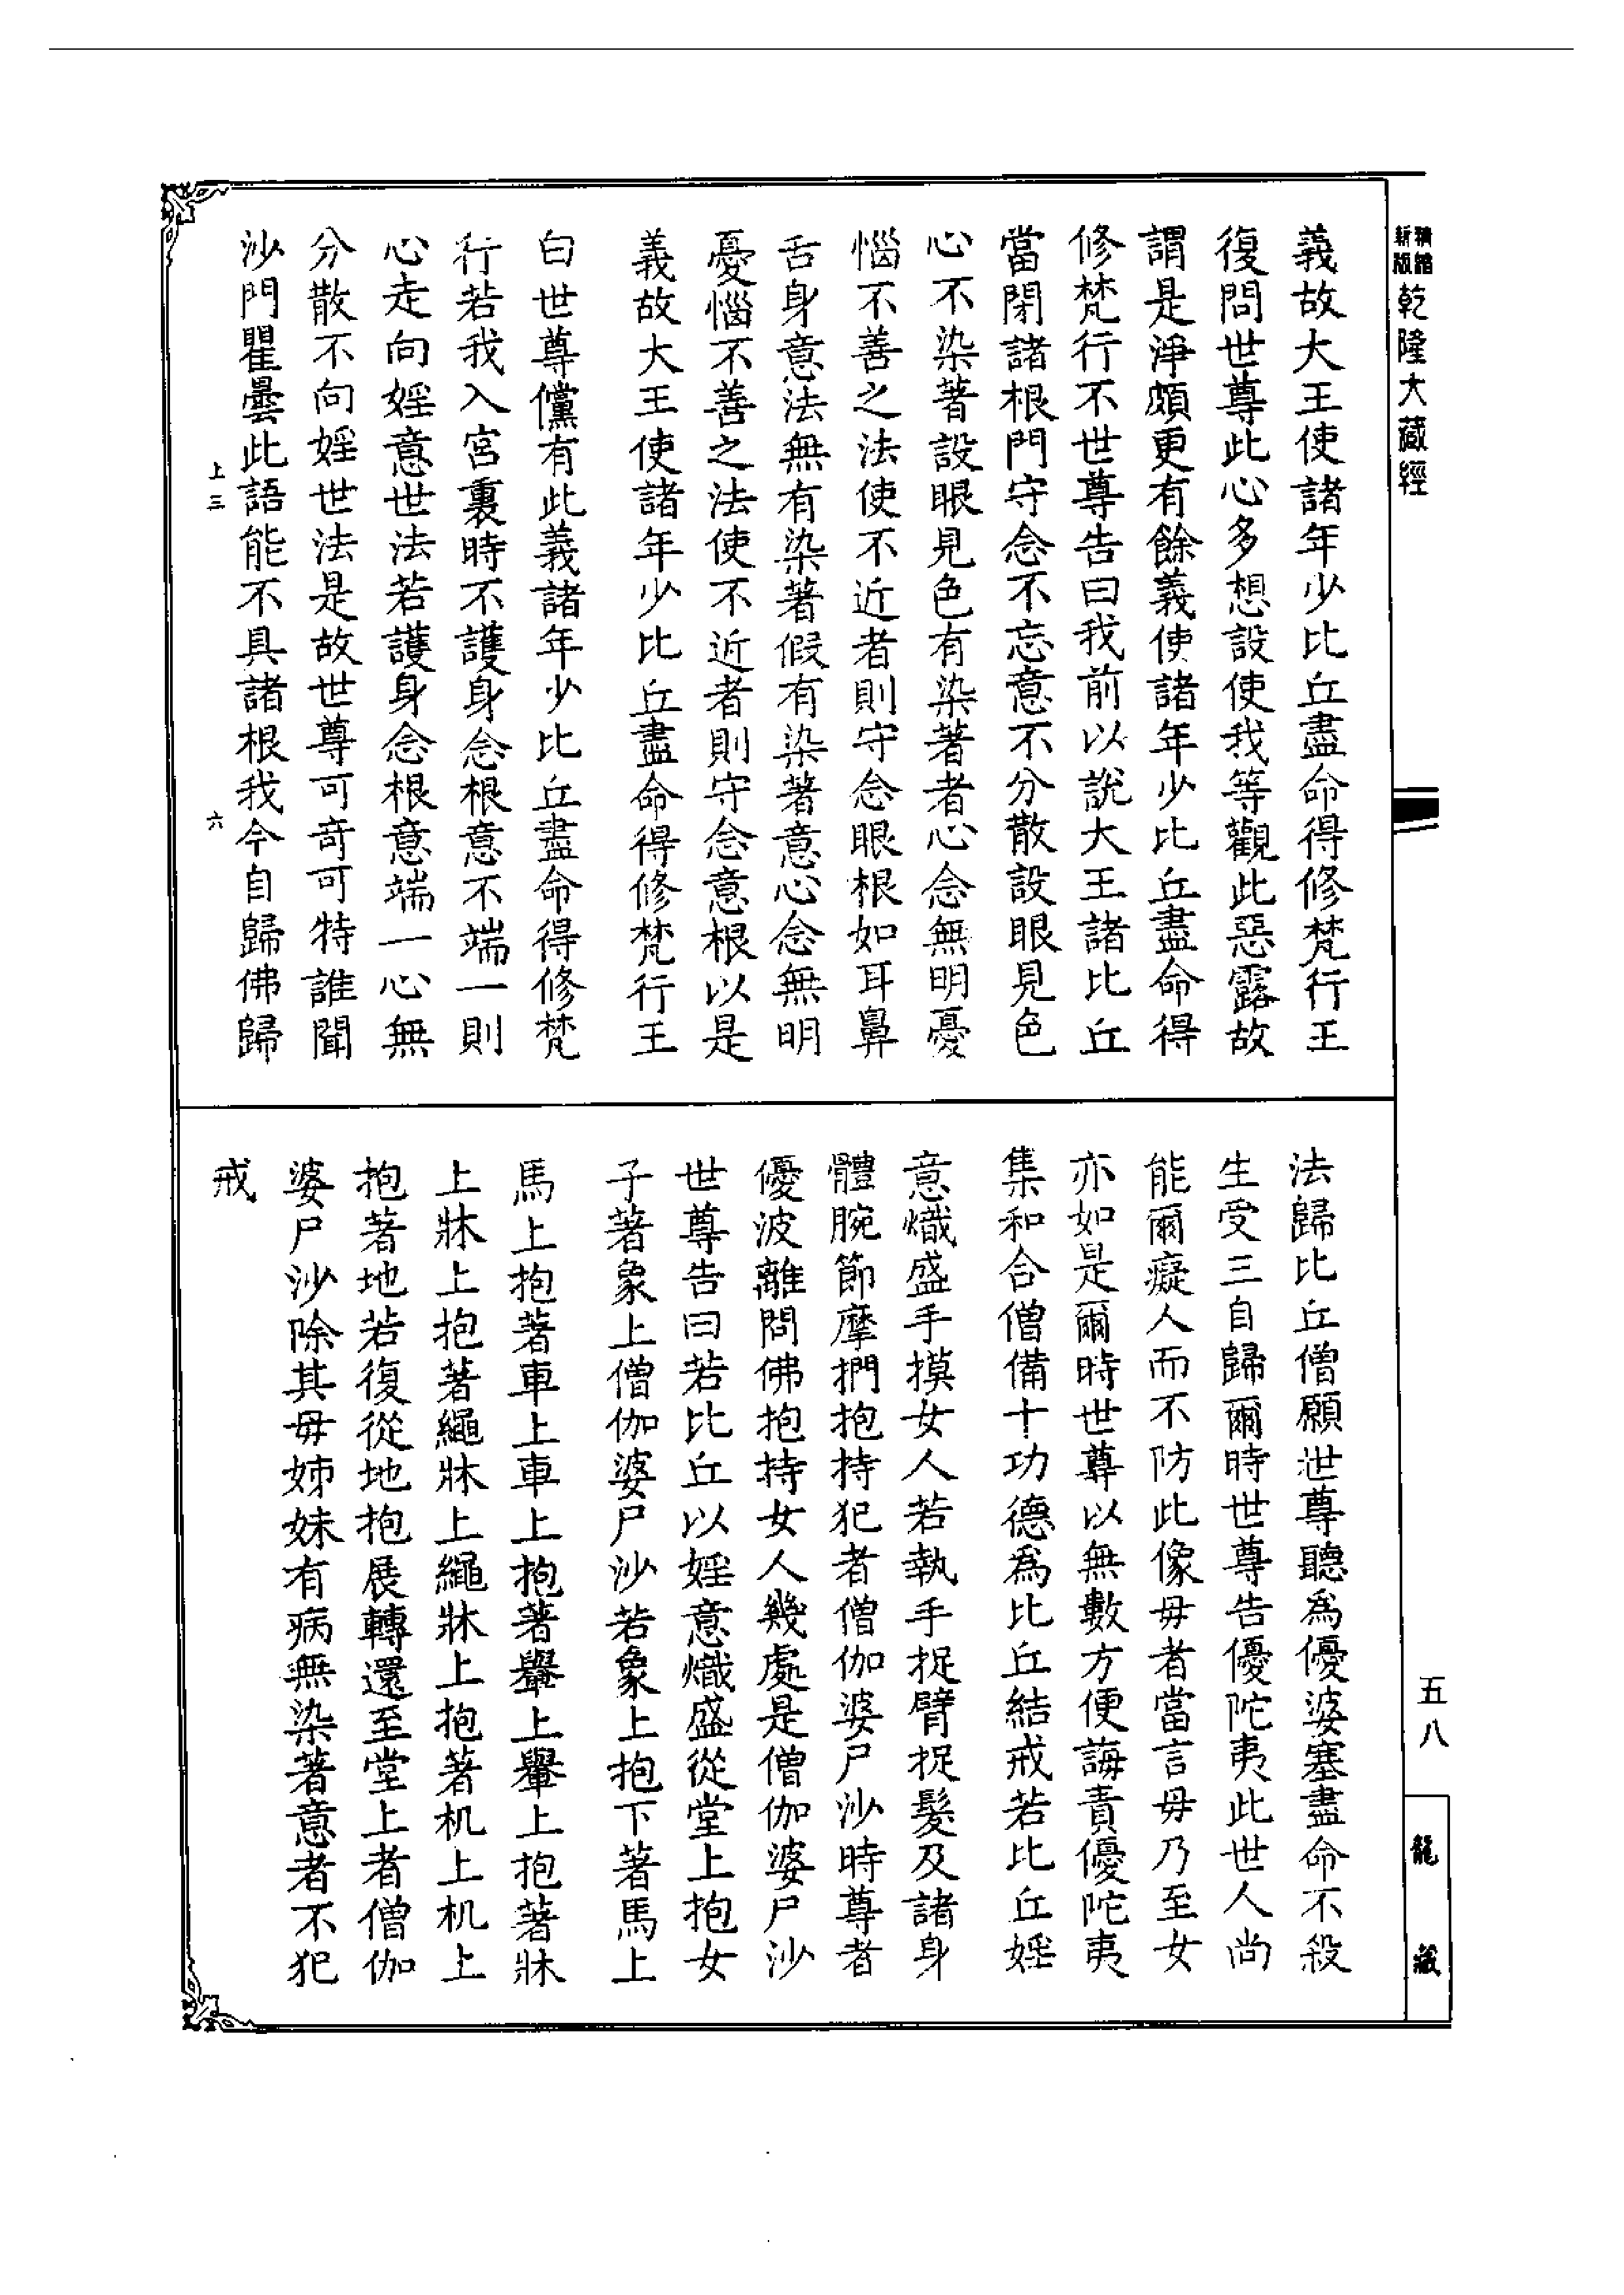 精縮
新版
乾隆大藏經
五八
龍藏
義故大王使諸年少比丘盡命得修梵行王
復問世尊此心多想設使我等觀此惡露故
謂是淨頗更有餘義使諸年少比丘盡命得
修梵行不世尊告曰我前以說大王諸比丘
當閉諸根門守念不忘意不分散設眼見色
心不染著設眼見色有染著者心念無明憂
惱不善之法使不近者則守念眼根如耳鼻
舌身意法無有染著假有染著意心念無明
憂惱不善之法使不近者則守念意根以是
義故大王使諸年少比丘盡命得修梵行王
白世尊儻有此義諸年少比丘盡命得修梵
行若我入宮裏時不護身念根意不端一則
心走向婬意世法若護身念根意端一心無
分散不向婬世法是故世尊可奇可特誰聞
沙門瞿曇此語能不具諸根我今自歸佛歸
上三 六
法歸比丘僧願世尊聽為優婆塞盡命不殺
生受三自歸爾時世尊告優陀夷此世人尚
能爾癡人而不防此像毋者當言毋乃至女
亦如是爾時世尊以無數方便誨責優陀夷
集和合僧備十功德為比丘結戒若比丘婬
意熾盛手摸女人若執手捉臂捉髮及諸身
體腕節摩捫抱持犯者僧伽婆尸沙時尊者
優波離問佛抱持女人幾處是僧伽婆尸沙
世尊告曰若比丘以婬意熾盛從堂上抱女
子著象上僧伽婆尸沙若象上抱下著馬上
馬上抱著車上車上抱著轝上轝上抱著牀
上牀上抱著繩牀上繩牀上抱著机上机上
抱著地若復從地抱展轉還至堂上者僧伽
婆尸沙除其毋姊妹有病無染著意者不犯
戒